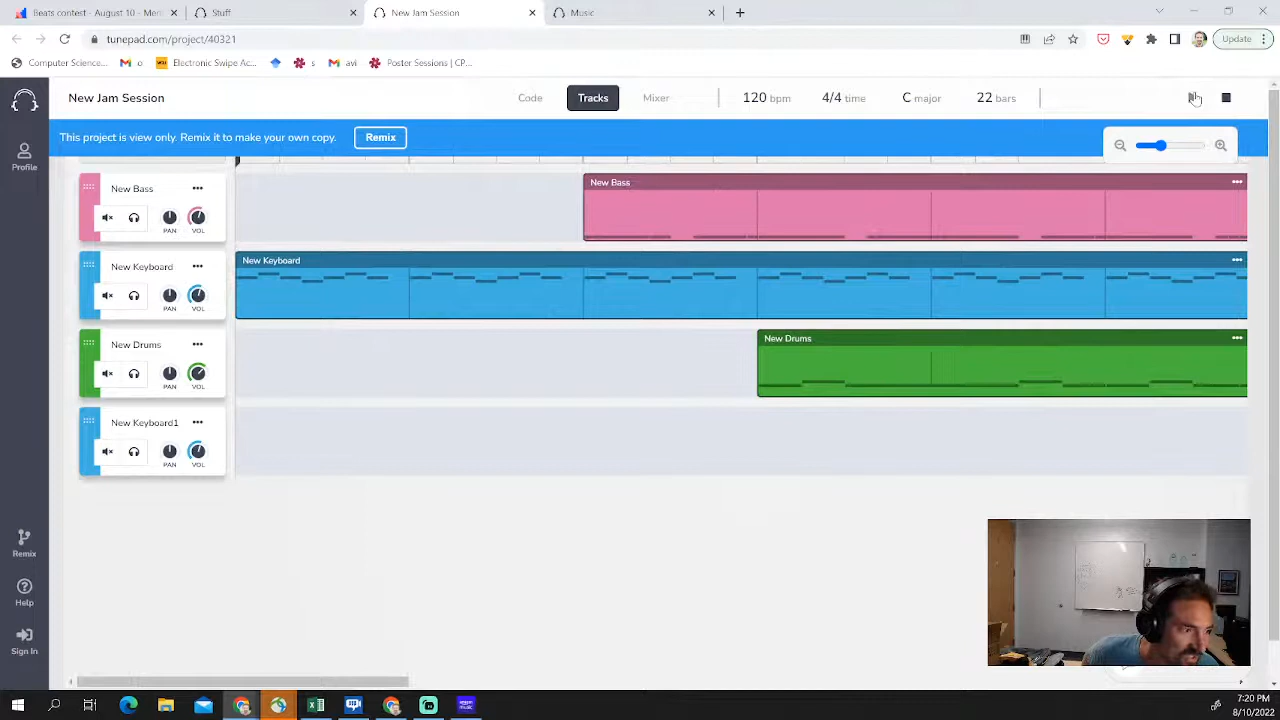 Beats contest - August 10 - Mem
Stuff
New Jam Session
Music
tunepad.com/project/40321
Update
Computer Science...
o
Electronic Swipe Ac...
s
avi
Poster Sessions | CP...
New Jam Session
Code
Tracks
Mixer
120 bpm
4/4 time
C major
22 bars
This project is view only. Remix it to make your own copy.
Remix
Profile
New Bass
PAN
VOL
New Bass
New Keyboard
PAN
VOL
New Keyboard
New Drums
PAN
VOL
New Drums
New Keyboard1
PAN
VOL
Remix
Help
Sign In
7:20 PM
8/10/2022